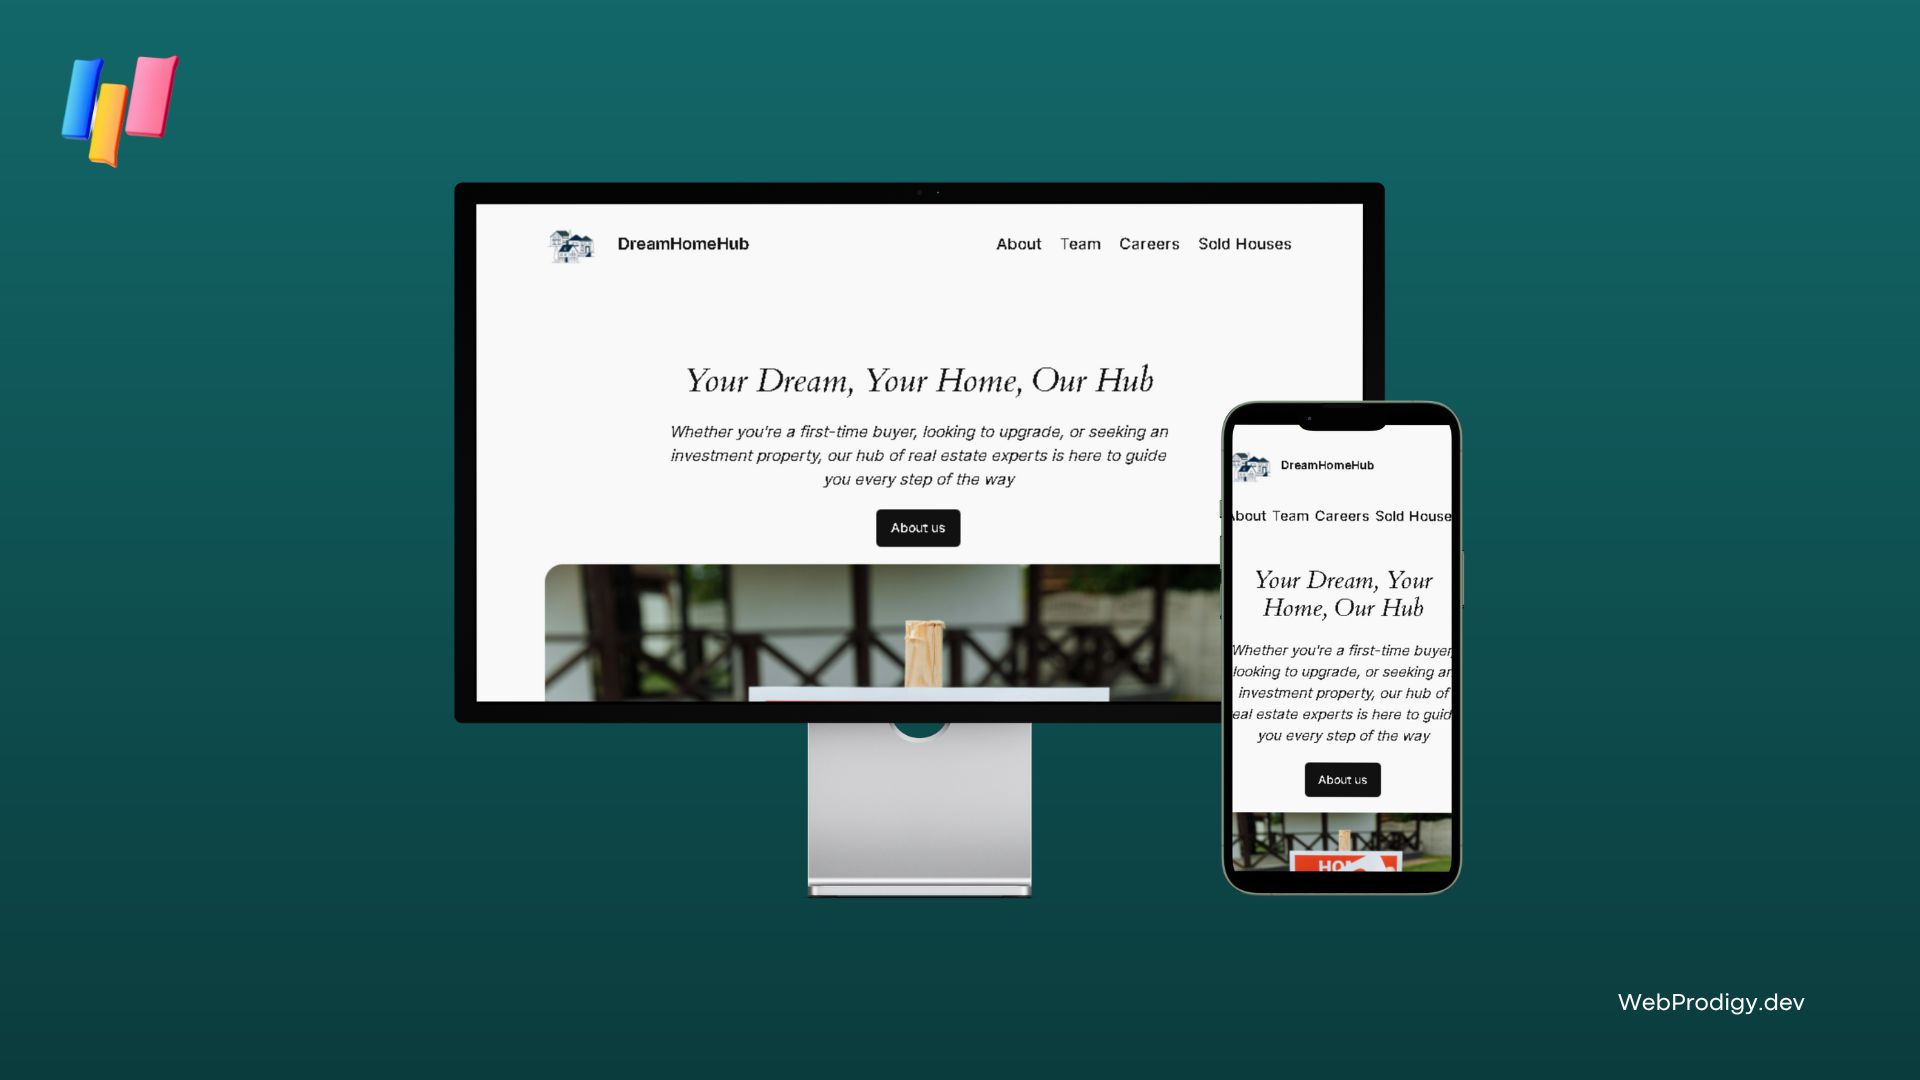 DreamHomeHub
About Team Careers Sold Houses
Your Dream, Your Home, Our Hub
Whether you're a first-time buyer, looking to upgrade, or seeking an
investment property, our hub of real estate experts is here to guide
you every step of the way
About us
DreamHomeHub
bout Team Careers Sold House
Your Dream, Your
Home, Our Hub
Whether you're a first-time buyer,
looking to upgrade, or seeking an
investment property, our hub of
eal estate experts is here to guid
you every step of the way
About us
WebProdigy.dev